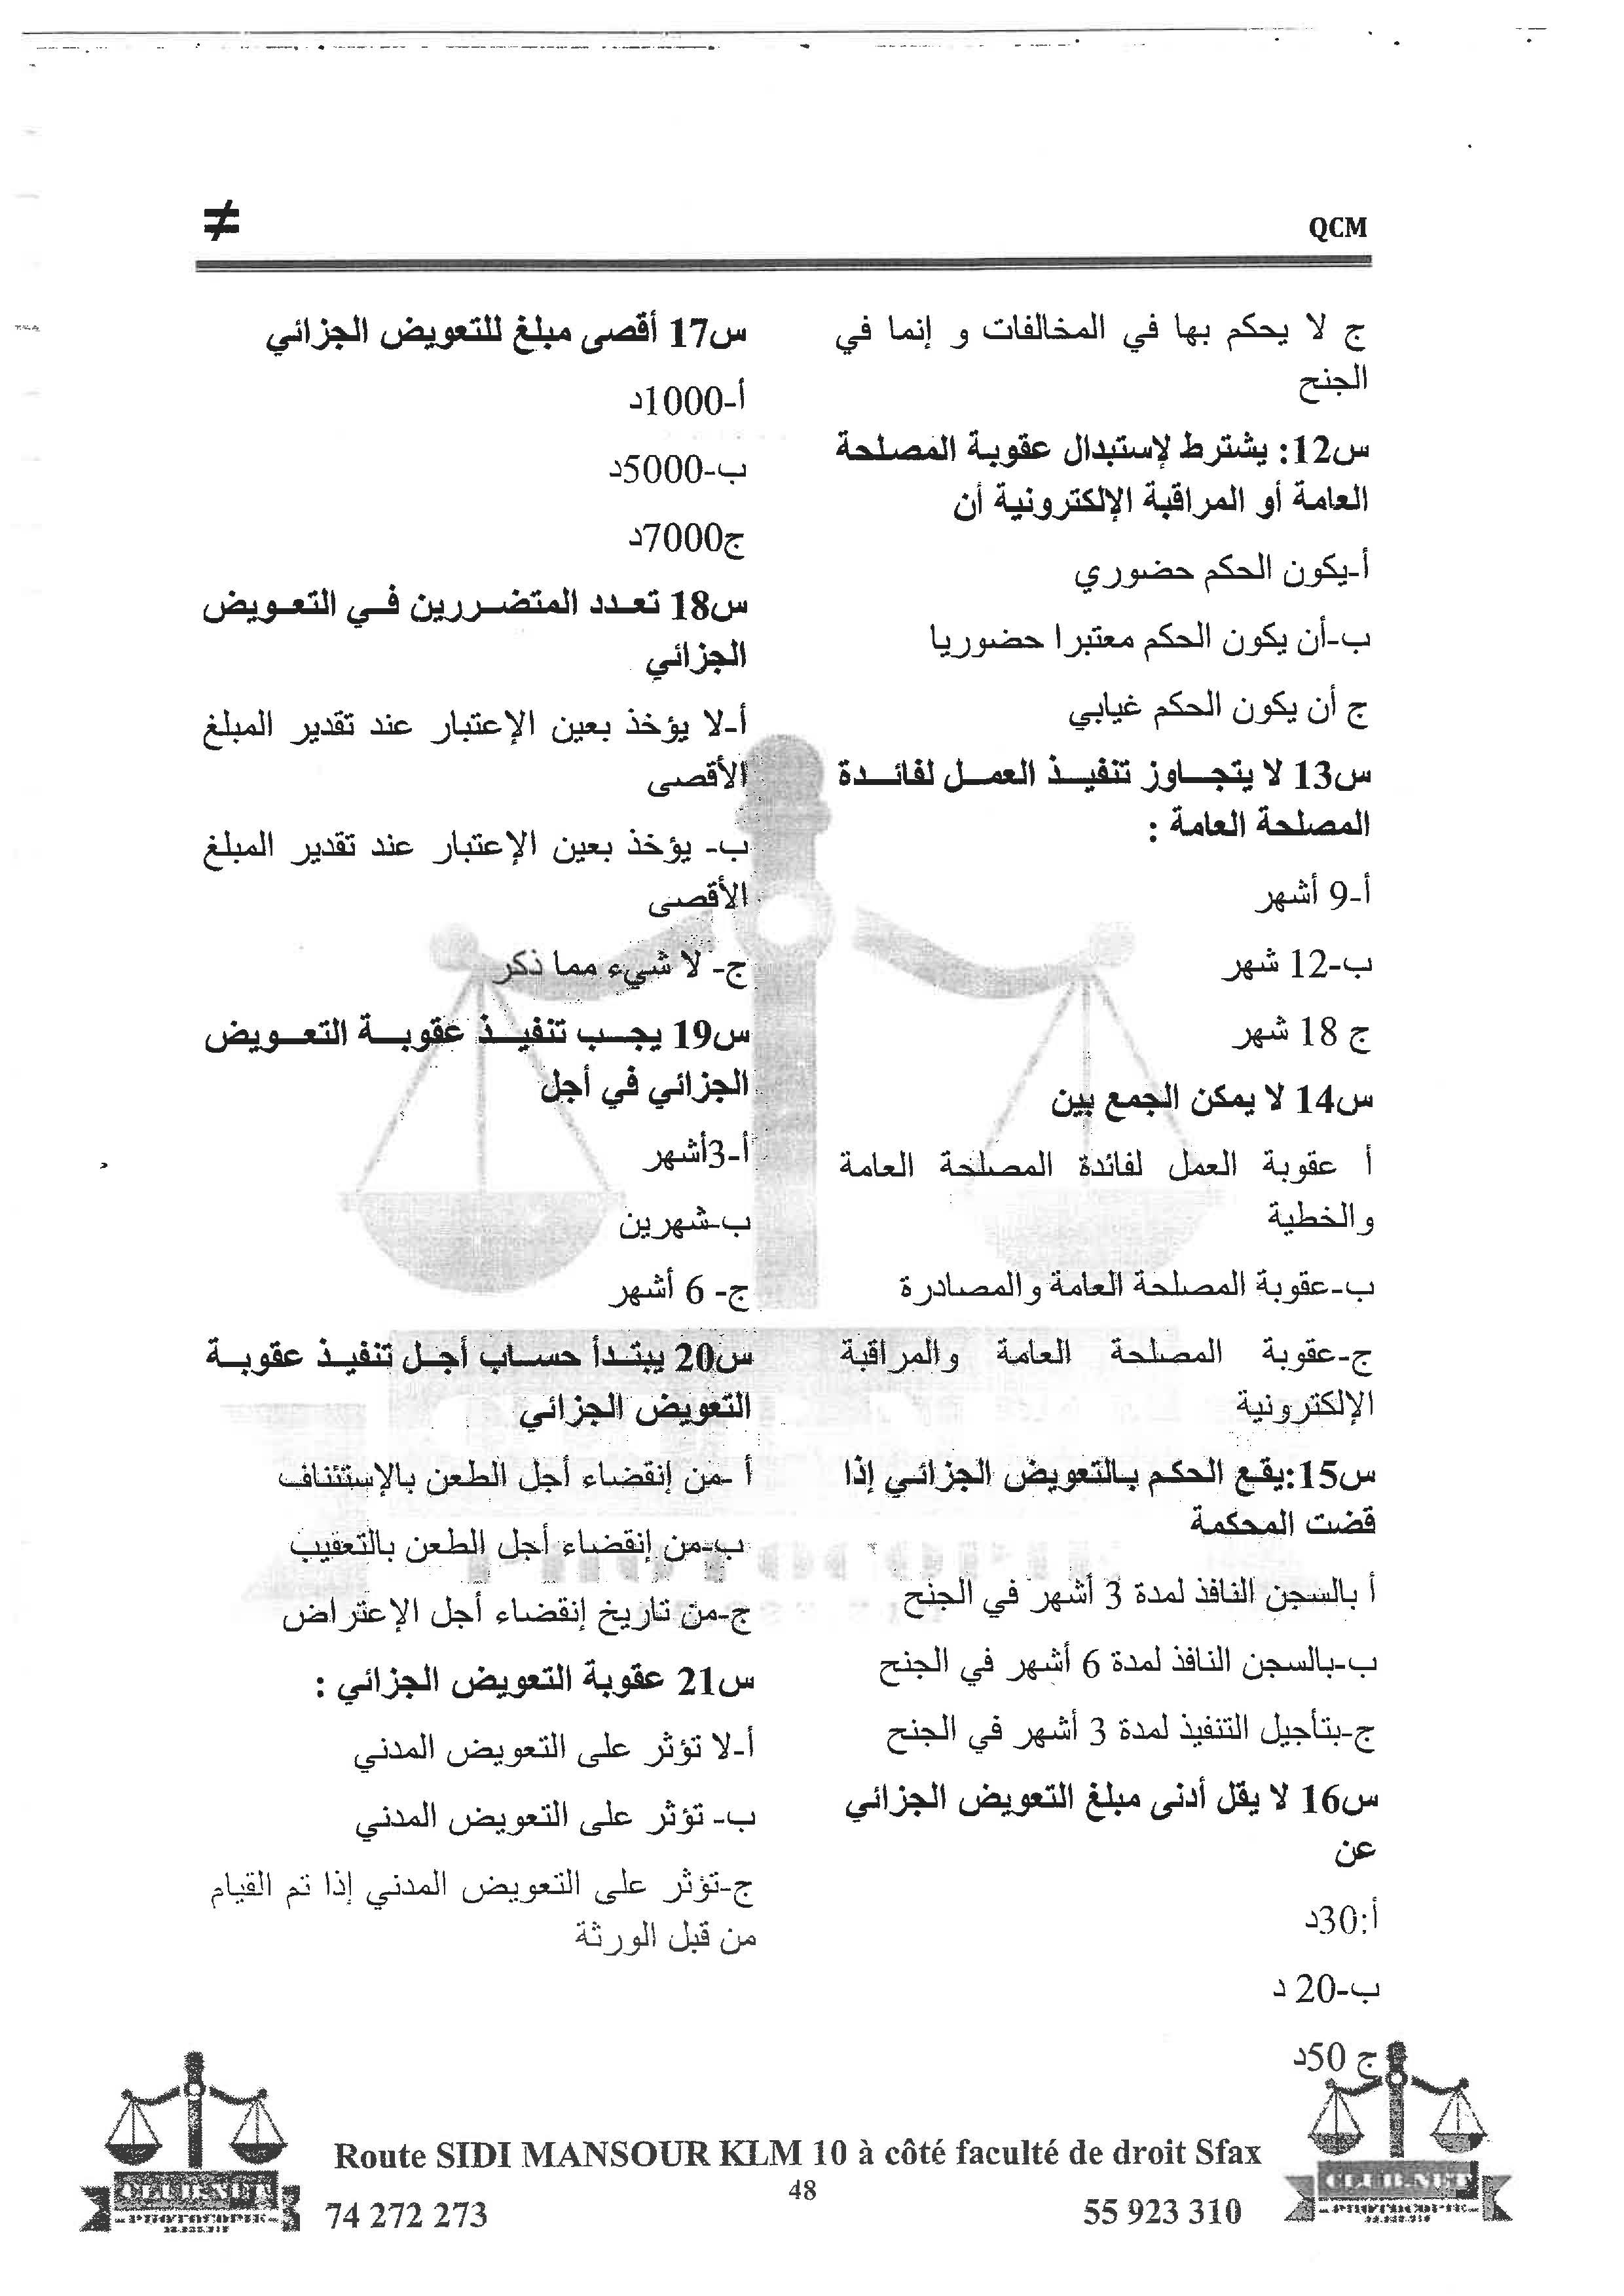 QCM
≠
ج لا يحكم بها في المخالفات و إنما في
الجنح
س12: يشترط لإستبدال عقوبة المصلحة
العامة أو المراقبة الإلكترونية أن
أ-يكون الحكم حضوري
ب-أن يكون الحكم معتبرا حضوريا
ج أن يكون الحكم غيابي
س13 لا يتجاوز تنفيذ العمل لفائدة
المصلحة العامة :
أ-9 أشهر
ب-12 شهر
ج 18 شهر
س14 لا يمكن الجمع بين
أ عقوبة العمل لفائدة المصلحة العامة
والخطية
ب-عقوبة المصلحة العامة والمصادرة
ج-عقوبة المصلحة العامة والمراقبة
الإلكترونية
س15:يقع الحكم بالتعويض الجزائي إذا
قضت المحكمة
أ بالسجن النافذ لمدة 3 أشهر في الجنح
ب-بالسجن النافذ لمدة 6 أشهر في الجنح
ج-بتأجيل التنفيذ لمدة 3 أشهر في الجنح
س16 لا يقل أدنى مبلغ التعويض الجزائي
عن
أ:30د
ب-20 د
ج 50د
س17 أقصى مبلغ للتعويض الجزائي
أ-1000د
ب-5000د
ج7000د
س18 تعدد المتضررين في التعويض
الجزائي
أ-لا يؤخذ بعين الإعتبار عند تقدير المبلغ
الأقصى
ب- يؤخذ بعين الإعتبار عند تقدير المبلغ
الأقصى
ج- لا شيء مما ذكر
س19 يجب تنفيذ عقوبة التعويض
الجزائي في أجل
أ-3أشهر
ب-شهرين
ج- 6 أشهر
س20 يبتدأ حساب أجل تنفيذ عقوبة
التعويض الجزائي
أ -من إنقضاء أجل الطعن بالإستئناف
ب-من إنقضاء أجل الطعن بالتعقيب
ج-من تاريخ إنقضاء أجل الإعتراض
س21 عقوبة التعويض الجزائي :
أ-لا تؤثر على التعويض المدني
ب- تؤثر على التعويض المدني
ج-تؤثر على التعويض المدني إذا تم القيام
من قبل الورثة
Route SIDI MANSOUR KLM 10 à côté faculté de droit Sfax
48
74 272 273
55 923 310
CLUB-NET
PHOTOCOPIE
CLUB-NET
PHOTOCOPIE